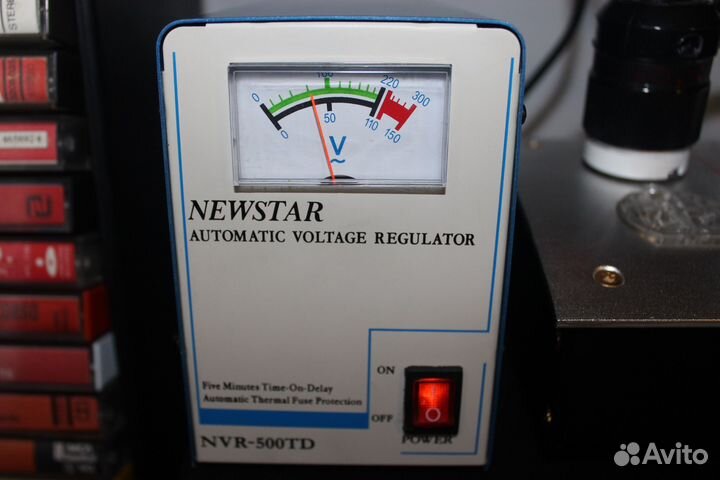 STEREO
0 100 220 300
0 50 110 150
V
~
NEWSTAR
AUTOMATIC VOLTAGE REGULATOR
ON
Five Minutes Time-On-Delay
Automatic Thermal Fuse Protection
OFF
POWER
NVR-500TD
Avito